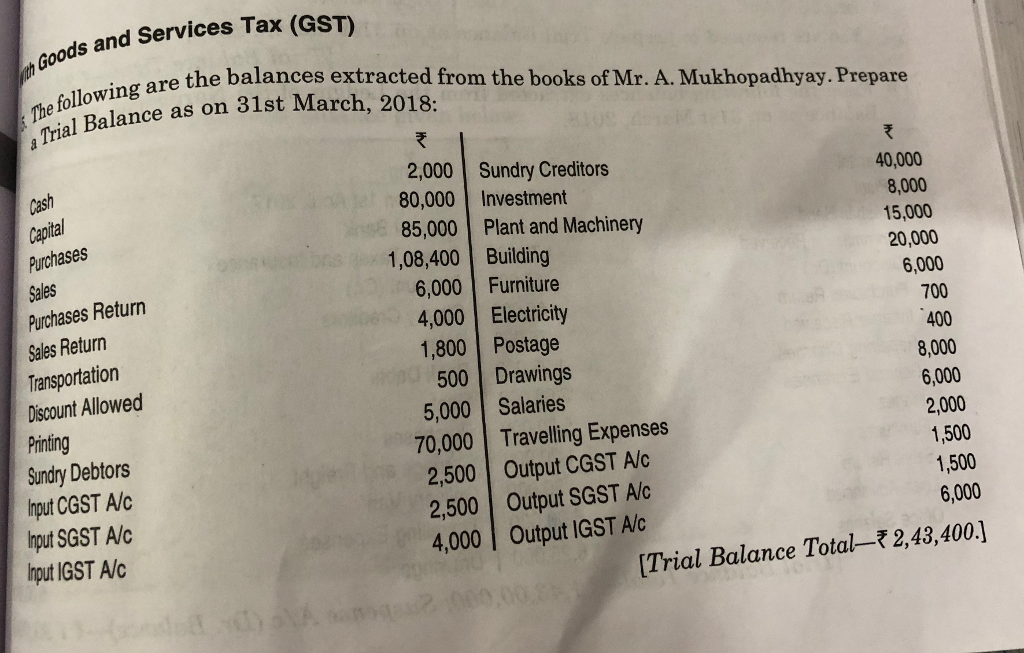 ith Goods and Services Tax (GST)
5. The following are the balances extracted from the books of Mr. A. Mukhopadhyay. Prepare
a Trial Balance as on 31st March, 2018:
₹ ₹
Cash 2,000 Sundry Creditors 40,000
Capital 80,000 Investment 8,000
Purchases 85,000 Plant and Machinery 15,000
Sales 1,08,400 Building 20,000
Purchases Return 6,000 Furniture 6,000
Sales Return 4,000 Electricity 700
Transportation 1,800 Postage 400
Discount Allowed 500 Drawings 8,000
Printing 5,000 Salaries 6,000
Sundry Debtors 70,000 Travelling Expenses 2,000
Input CGST A/c 2,500 Output CGST A/c 1,500
Input SGST A/c 2,500 Output SGST A/c 1,500
Input IGST A/c 4,000 Output IGST A/c 6,000
[Trial Balance Total—₹ 2,43,400.]